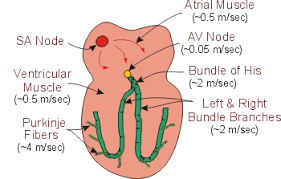 Atrial Muscle
(~0.5 m/sec)
SA Node
AV Node
(~0.05 m/sec)
Ventricular
Muscle
(~0.5 m/sec)
Bundle of His
(~2 m/sec)
Left & Right
Bundle Branches
(~2 m/sec)
Purkinje
Fibers
(~4 m/sec)